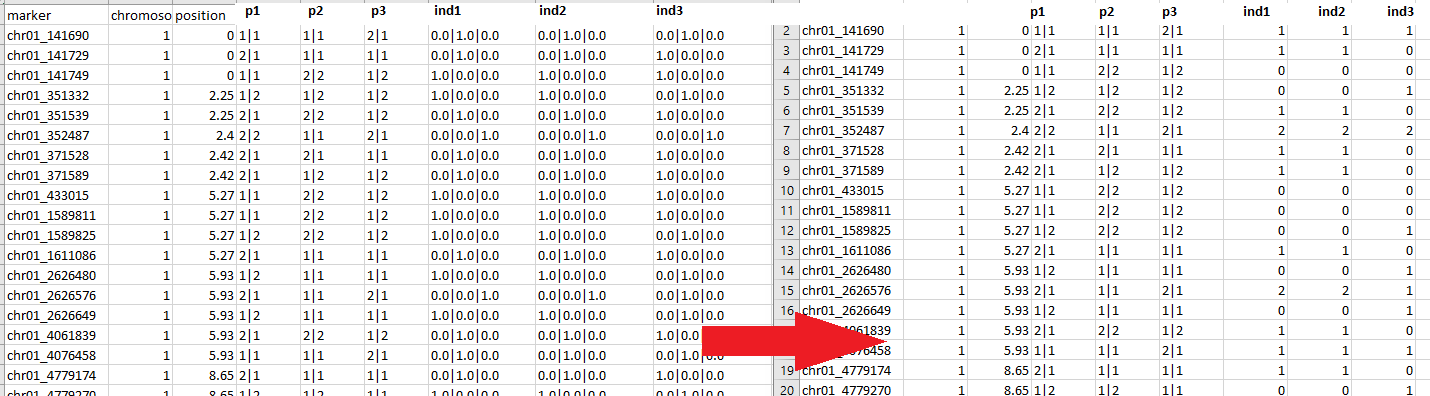 marker chromoso position p1 p2 p3 ind1 ind2 ind3
chr01_141690 1 0 1|1 1|1 2|1 0.0|1.0|0.0 0.0|1.0|0.0 0.0|1.0|0.0
chr01_141729 1 0 2|1 1|1 1|1 0.0|1.0|0.0 0.0|1.0|0.0 1.0|0.0|0.0
chr01_141749 1 0 1|1 2|2 1|2 1.0|0.0|0.0 1.0|0.0|0.0 1.0|0.0|0.0
chr01_351332 1 2.25 1|2 1|2 1|2 1.0|0.0|0.0 1.0|0.0|0.0 0.0|1.0|0.0
chr01_351539 1 2.25 2|1 2|2 1|2 0.0|1.0|0.0 0.0|1.0|0.0 1.0|0.0|0.0
chr01_352487 1 2.4 2|2 1|1 2|1 0.0|0.0|1.0 0.0|0.0|1.0 0.0|0.0|1.0
chr01_371528 1 2.42 2|1 2|1 1|1 0.0|1.0|0.0 0.0|1.0|0.0 1.0|0.0|0.0
chr01_371589 1 2.42 2|1 2|1 1|1 0.0|1.0|0.0 0.0|1.0|0.0 1.0|0.0|0.0
chr01_433015 1 5.27 1|1 2|2 1|2 1.0|0.0|0.0 1.0|0.0|0.0 1.0|0.0|0.0
chr01_1589811 1 5.27 1|1 2|2 1|2 1.0|0.0|0.0 1.0|0.0|0.0 1.0|0.0|0.0
chr01_1589825 1 5.27 1|2 2|2 1|2 1.0|0.0|0.0 1.0|0.0|0.0 0.0|1.0|0.0
chr01_1611086 1 5.27 2|1 1|1 1|1 0.0|1.0|0.0 0.0|1.0|0.0 1.0|0.0|0.0
chr01_2626480 1 5.93 1|2 1|1 1|1 1.0|0.0|0.0 1.0|0.0|0.0 0.0|1.0|0.0
chr01_2626576 1 5.93 2|1 1|1 2|1 0.0|0.0|1.0 0.0|0.0|1.0 0.0|1.0|0.0
chr01_2626649 1 5.93 1|2 1|1 1|1 1.0|0.0|0.0 1.0|0.0|0.0 0.0|1.0|0.0
chr01_4061839 1 5.93 2|1 2|2 1|2 0.0|1.0|0.0 0.0|1.0|0.0 1.0|0.0
chr01_4076458 1 5.93 1|1 1|1 2|1 0.0|1.0|0.0 0.0|1.0|0.0 0.0|1.0
chr01_4779174 1 8.65 2|1 1|1 1|1 0.0|1.0|0.0 0.0|1.0|0.0 1.0|0.0|0.0
chr01_4779270 1 8.65 1|2 1|2 1|1 1.0|0.0|0.0 1.0|0.0|0.0 0.0|1.0|0.0
p1 p2 p3 ind1 ind2 ind3
2 chr01_141690 1 0 1|1 1|1 2|1 1 1 1
3 chr01_141729 1 0 2|1 1|1 1|1 1 1 0
4 chr01_141749 1 0 1|1 2|2 1|2 0 0 0
5 chr01_351332 1 2.25 1|2 1|2 1|2 0 0 1
6 chr01_351539 1 2.25 2|1 2|2 1|2 1 1 0
7 chr01_352487 1 2.4 2|2 1|1 2|1 2 2 2
8 chr01_371528 1 2.42 2|1 2|1 1|1 1 1 0
9 chr01_371589 1 2.42 2|1 2|1 1|1 1 1 0
10 chr01_433015 1 5.27 1|1 2|2 1|2 0 0 0
11 chr01_1589811 1 5.27 1|1 2|2 1|2 0 0 0
12 chr01_1589825 1 5.27 1|2 2|2 1|2 0 0 1
13 chr01_1611086 1 5.27 2|1 1|1 1|1 1 1 0
14 chr01_2626480 1 5.93 1|2 1|1 1|1 0 0 1
15 chr01_2626576 1 5.93 2|1 1|1 2|1 2 2 1
16 chr01_2626649 1 5.93 1|2 1|1 1|1 0 0 1
4061839 1 5.93 2|1 2|2 1|2 1 1 0
4076458 1 5.93 1|1 1|1 2|1 1 1 1
19 chr01_4779174 1 8.65 2|1 1|1 1|1 1 1 0
20 chr01_4779270 1 8.65 1|2 1|2 1|1 0 0 1